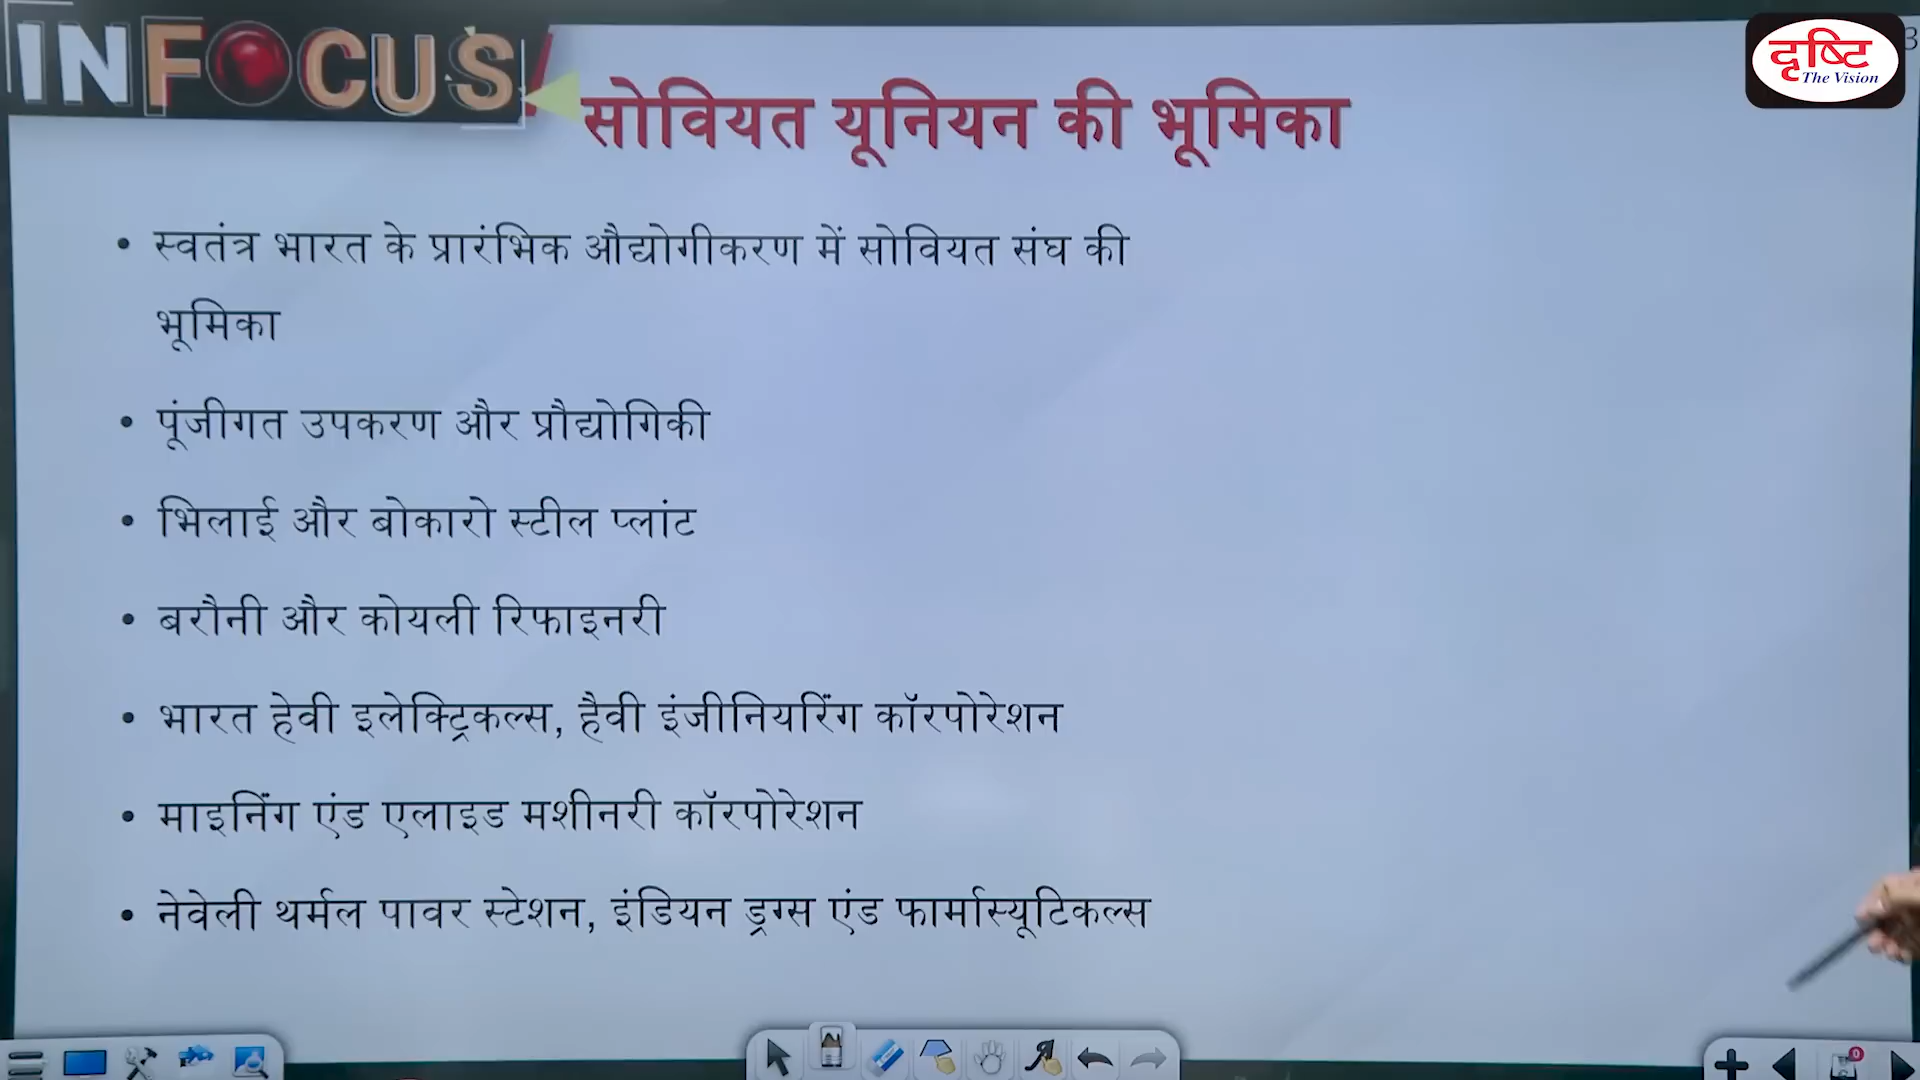 INFOCUS
दृष्टि
The Vision
3
सोवियत यूनियन की भूमिका
• स्वतंत्र भारत के प्रारंभिक औद्योगीकरण में सोवियत संघ की
भूमिका
• पूंजीगत उपकरण और प्रौद्योगिकी
• भिलाई और बोकारो स्टील प्लांट
• बरौनी और कोयली रिफाइनरी
• भारत हेवी इलेक्ट्रिकल्स, हैवी इंजीनियरिंग कॉरपोरेशन
• माइनिंग एंड एलाइड मशीनरी कॉरपोरेशन
• नेवेली थर्मल पावर स्टेशन, इंडियन ड्रग्स एंड फार्मास्यूटिकल्स
0